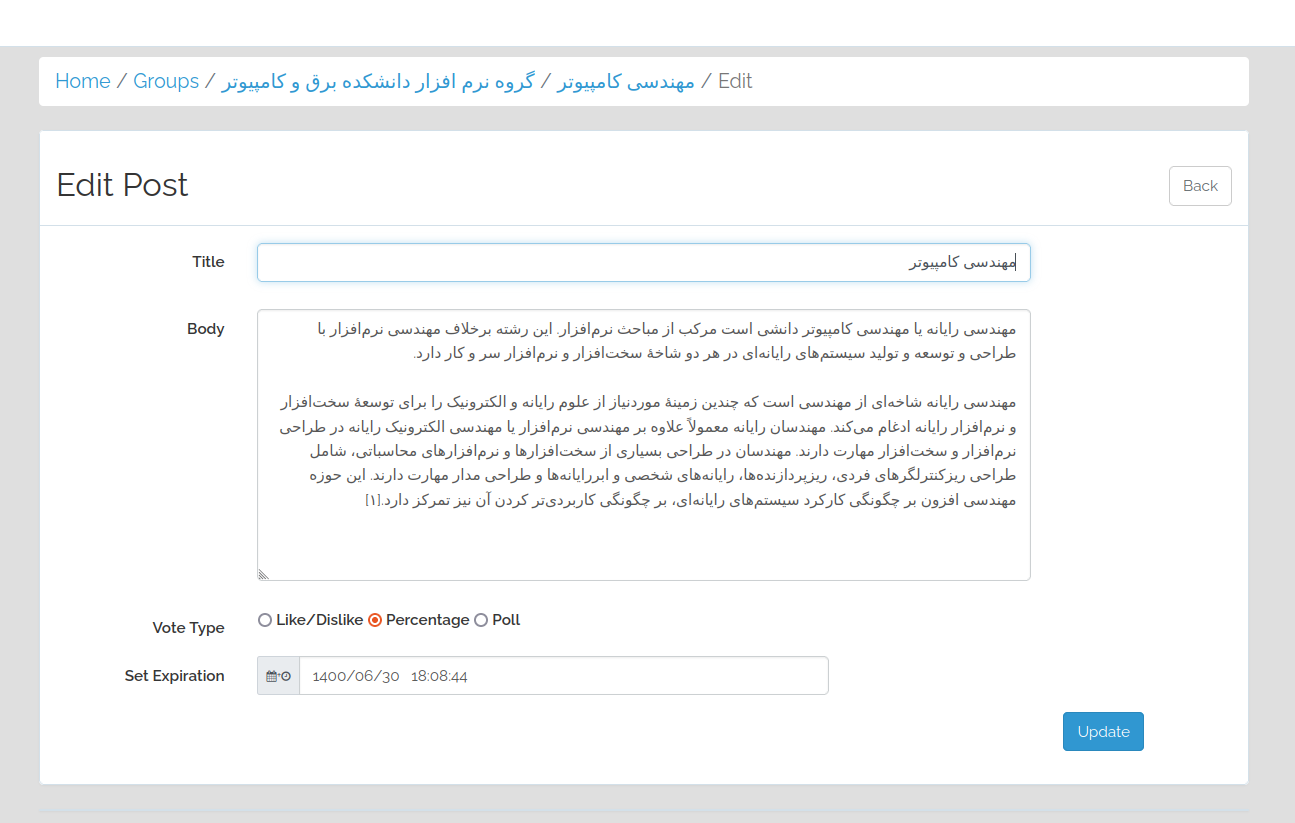 Home / Groups / گروه نرم افزار دانشکده برق و کامپیوتر / مهندسی کامپیوتر / Edit
Edit Post
Back
Title
مهندسی کامپیوتر
Body
مهندسی رایانه یا مهندسی کامپیوتر دانشی است مرکب از مباحث نرم‌افزار. این رشته برخلاف مهندسی نرم‌افزار با
طراحی و توسعه و تولید سیستم‌های رایانه‌ای در هر دو شاخهٔ سخت‌افزار و نرم‌افزار سر و کار دارد.
مهندسی رایانه شاخه‌ای از مهندسی است که چندین زمینهٔ موردنیاز از علوم رایانه و الکترونیک را برای توسعهٔ سخت‌افزار
و نرم‌افزار رایانه ادغام می‌کند. مهندسان رایانه معمولاً علاوه بر مهندسی نرم‌افزار یا مهندسی الکترونیک رایانه در طراحی
نرم‌افزار و سخت‌افزار مهارت دارند. مهندسان در طراحی بسیاری از سخت‌افزارها و نرم‌افزارهای محاسباتی، شامل
طراحی ریزکنترلگرهای فردی، ریزپردازنده‌ها، رایانه‌های شخصی و ابررایانه‌ها و طراحی مدار مهارت دارند. این حوزه
مهندسی افزون بر چگونگی کارکرد سیستم‌های رایانه‌ای، بر چگونگی کاربردی‌تر کردن آن نیز تمرکز دارد.[۱]
Vote Type
Like/Dislike Percentage Poll
Set Expiration
1400/06/30 18:08:44
Update